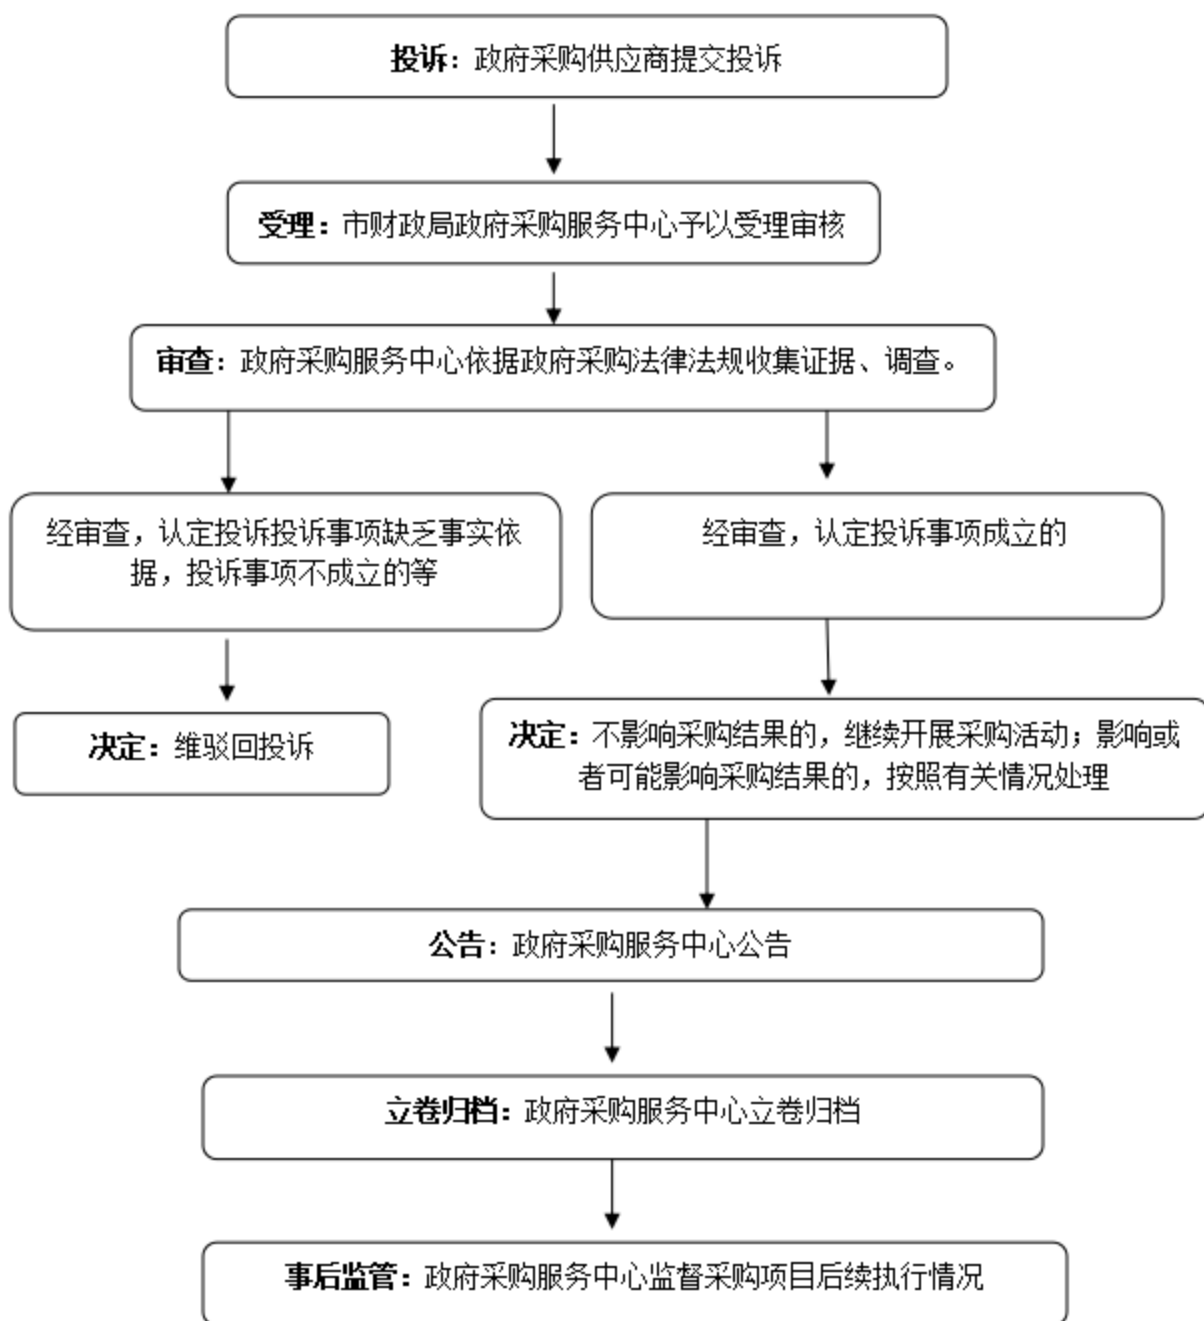 投诉：政府采购供应商提交投诉
受理：市财政局政府采购服务中心予以受理审核
审查：政府采购服务中心依据政府采购法律法规收集证据、调查。
经审查，认定投诉投诉事项缺乏事实依
据，投诉事项不成立的等
经审查，认定投诉事项成立的
决定：维驳回投诉
决定：不影响采购结果的，继续开展采购活动；影响或
者可能影响采购结果的，按照有关情况处理
公告：政府采购服务中心公告
立卷归档：政府采购服务中心立卷归档
事后监管：政府采购服务中心监督采购项目后续执行情况